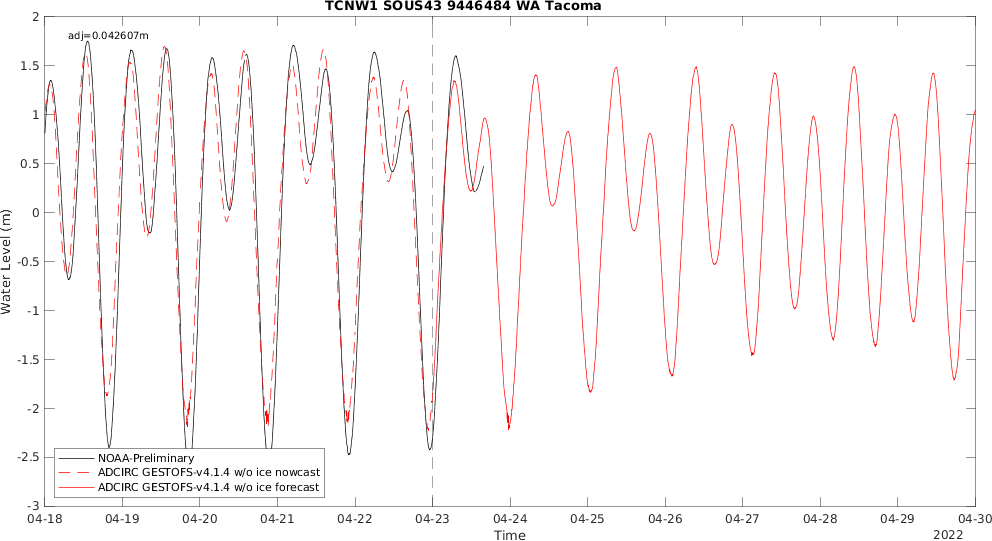 TCNW1 SOUS43 9446484 WA Tacoma
adj=0.042607m
2
1.5
1
0.5
0
-0.5
-1
-1.5
-2
-2.5
-3
Water Level (m)
NOAA-Preliminary
ADCIRC GESTOFS-v4.1.4 w/o ice nowcast
ADCIRC GESTOFS-v4.1.4 w/o ice forecast
04-18 04-19 04-20 04-21 04-22 04-23 04-24 04-25 04-26 04-27 04-28 04-29 04-30
Time
2022